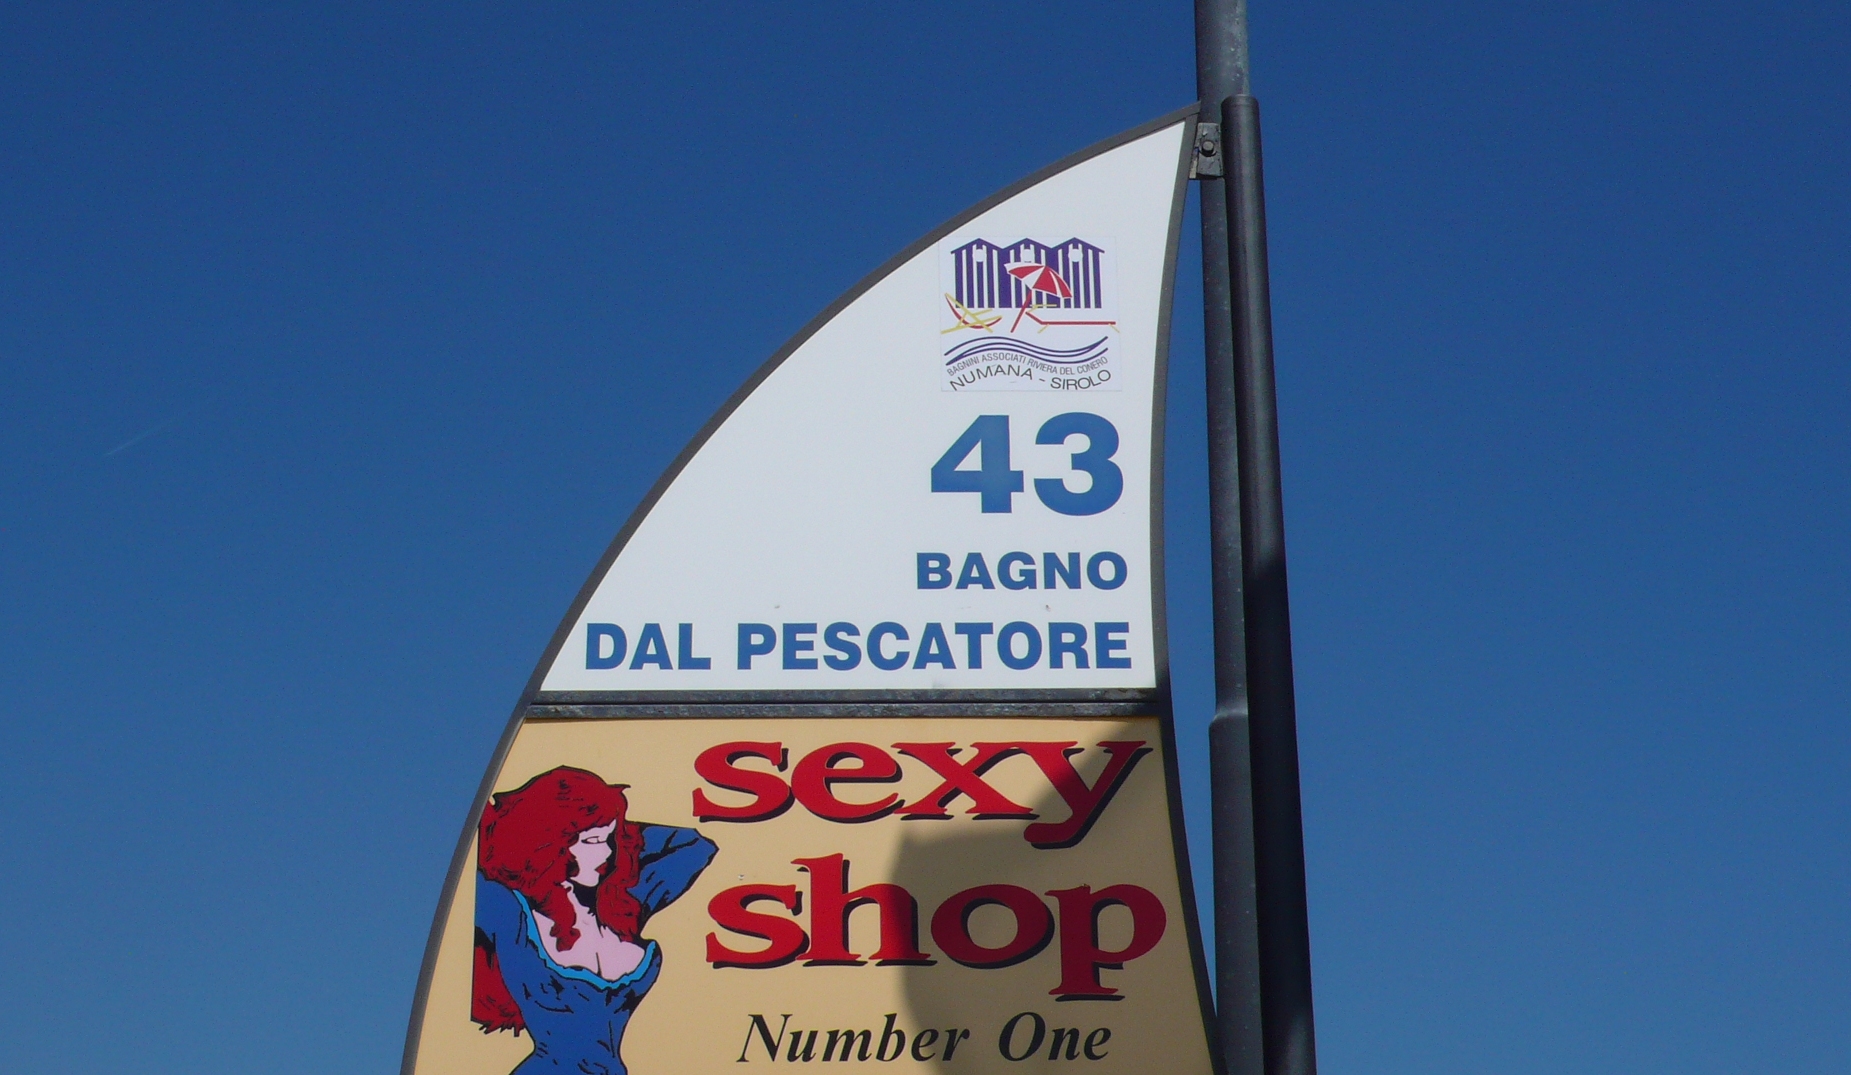 BAGNINI ASSOCIATI RIVIERA DEL CONERO
NUMANA - SIROLO
43
BAGNO
DAL PESCATORE
sexy
shop
Number One